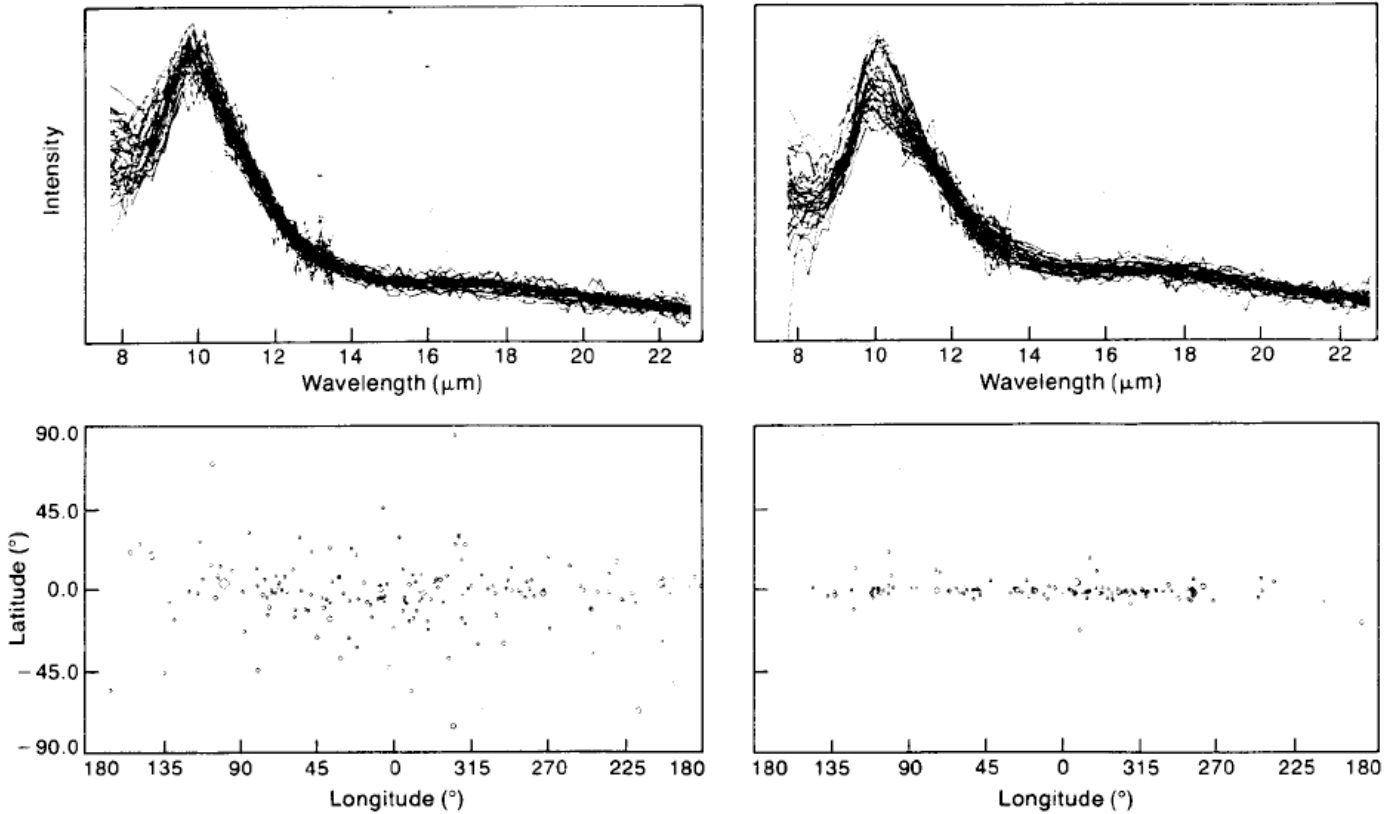 Intensity
8 10 12 14 16 18 20 22
Wavelength (μm)
8 10 12 14 16 18 20 22
Wavelength (μm)
Latitude (°)
90.0
45.0
0.0
−45.0
−90.0
180 135 90 45 0 315 270 225 180
Longitude (°)
180 135 90 45 0 315 270 225 180
Longitude (°)